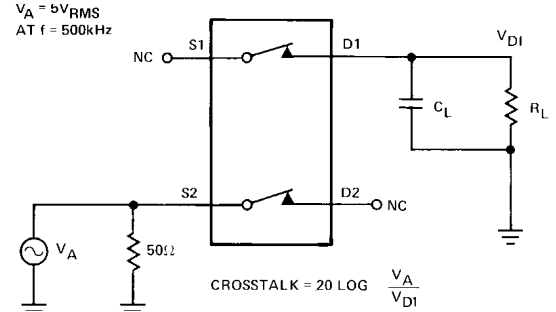 V_A = 5V_RMS
AT f = 500kHz
NC S1 D1 V_D1
C_L R_L
S2 D2 NC
V_A 50Ω
CROSSTALK = 20 LOG V_A / V_D1